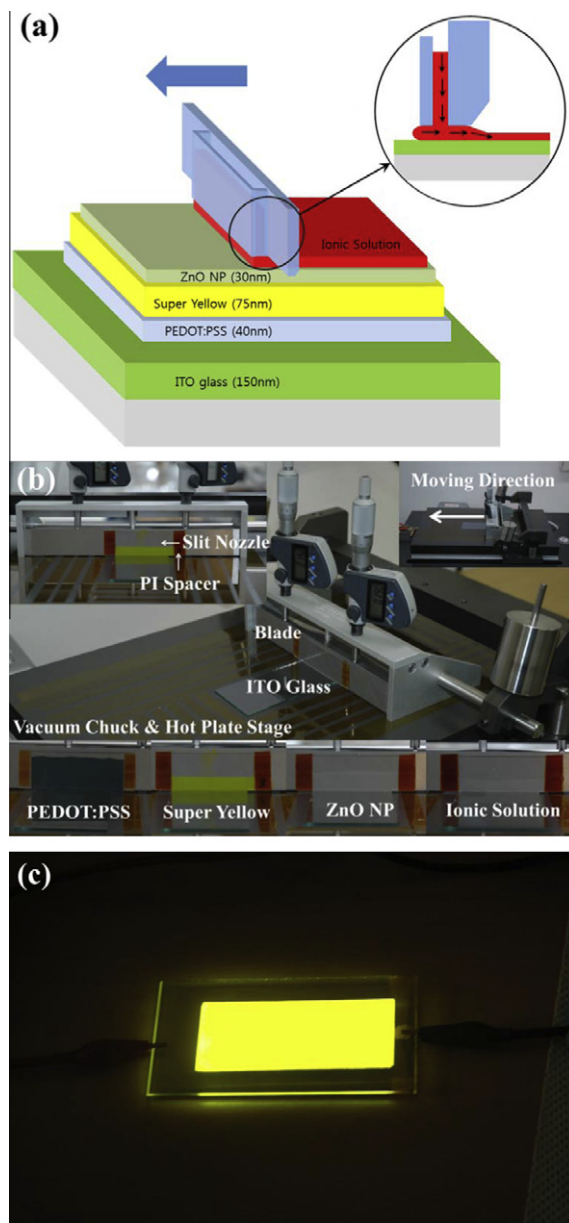 (a)
Ionic Solution
ZnO NP (30nm)
Super Yellow (75nm)
PEDOT:PSS (40nm)
ITO glass (150nm)
(b)
Moving Direction
←Slit Nozzle
↑
PI Spacer
Blade
ITO Glass
Vacuum Chuck & Hot Plate Stage
PEDOT:PSS
Super Yellow
ZnO NP
Ionic Solution
(c)